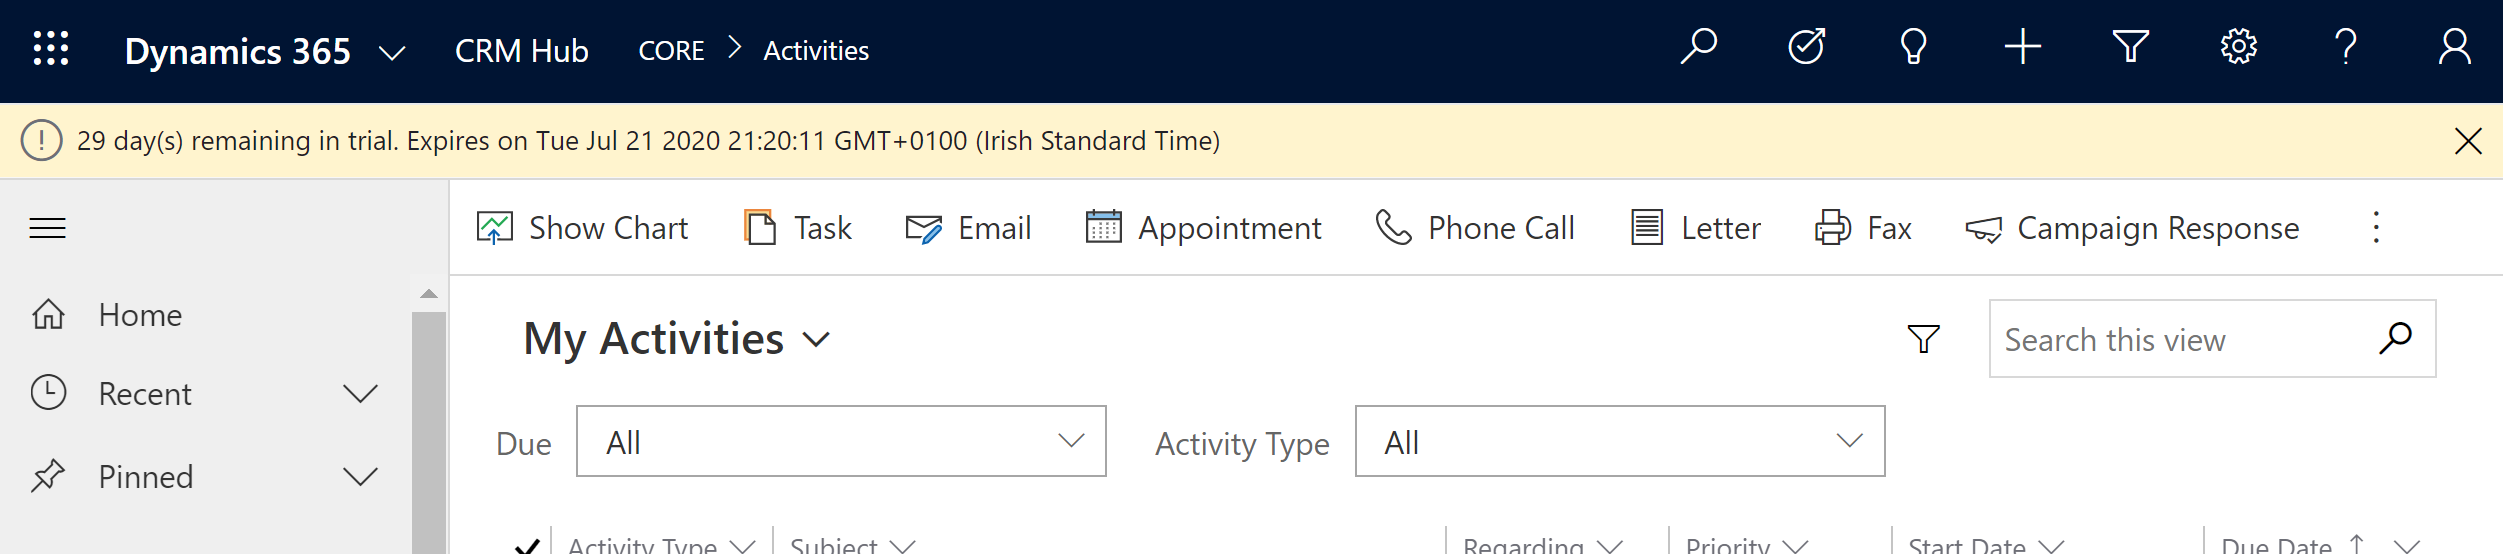 Dynamics 365 CRM Hub CORE > Activities
29 day(s) remaining in trial. Expires on Tue Jul 21 2020 21:20:11 GMT+0100 (Irish Standard Time)
Show Chart Task Email Appointment Phone Call Letter Fax Campaign Response
Home
Recent
Pinned
My Activities
Search this view
Due All Activity Type All
Activity Type Subject Regarding Priority Start Date Due Date ↑